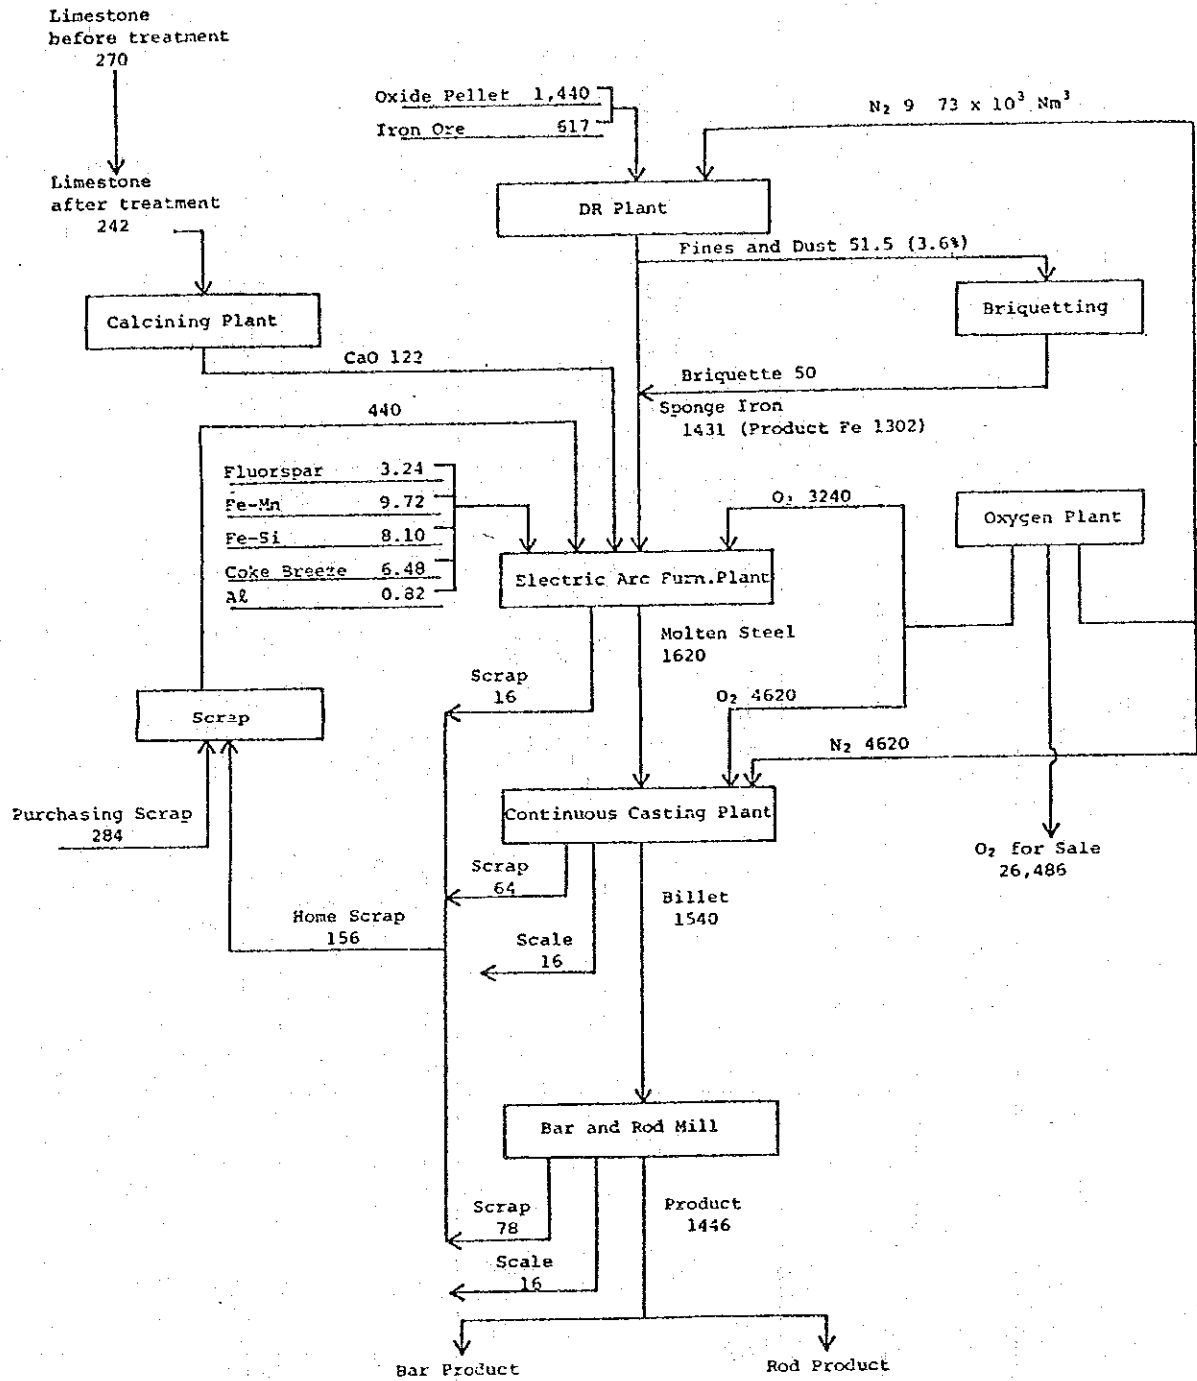 Limestone
before treatment
270
Oxide Pellet 1,440
Iron Ore 617
N₂ 9 73 x 10³ Nm³
Limestone
after treatment
242
DR Plant
Fines and Dust 51.5 (3.6%)
Calcining Plant
Briquetting
CaO 122
Briquette 50
Sponge Iron
1431 (Product Fe 1302)
440
Fluorspar 3.24
Fe-Mn 9.72
Fe-Si 8.10
Coke Breeze 6.48
Aℓ 0.82
O₂ 3240
Oxygen Plant
Electric Arc Furn.Plant
Molten Steel
1620
Scrap
16
Scrap
O₂ 4620
N₂ 4620
Purchasing Scrap
284
Continuous Casting Plant
O₂ for Sale
26,486
Scrap
64
Billet
1540
Home Scrap
156
Scale
16
Bar and Rod Mill
Scrap
78
Product
1446
Scale
16
Bar Product
Rod Product